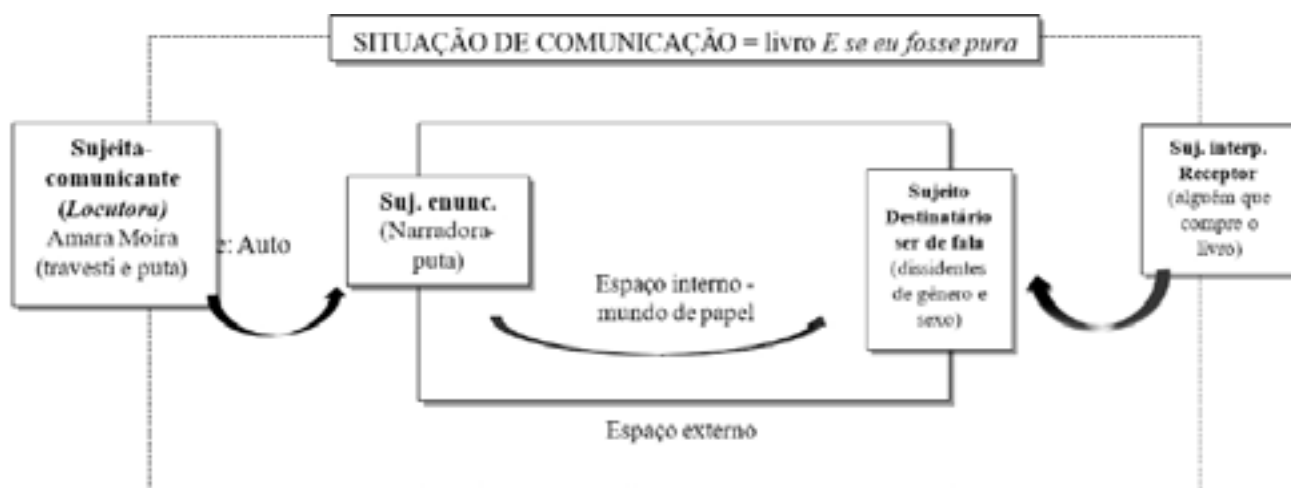 SITUAÇÃO DE COMUNICAÇÃO = livro E se eu fosse pura
Sujeita-
comunicante
(Locutora)
Amara Moira
(travesti e puta)
e: Auto
Suj. enunc.
(Narradora-
puta)
Espaço interno -
mundo de papel
Sujeito
Destinatário
ser de fala
(dissidentes
de gênero e
sexo)
Suj. interp.
Receptor
(alguém que
compre o
livro)
Espaço externo